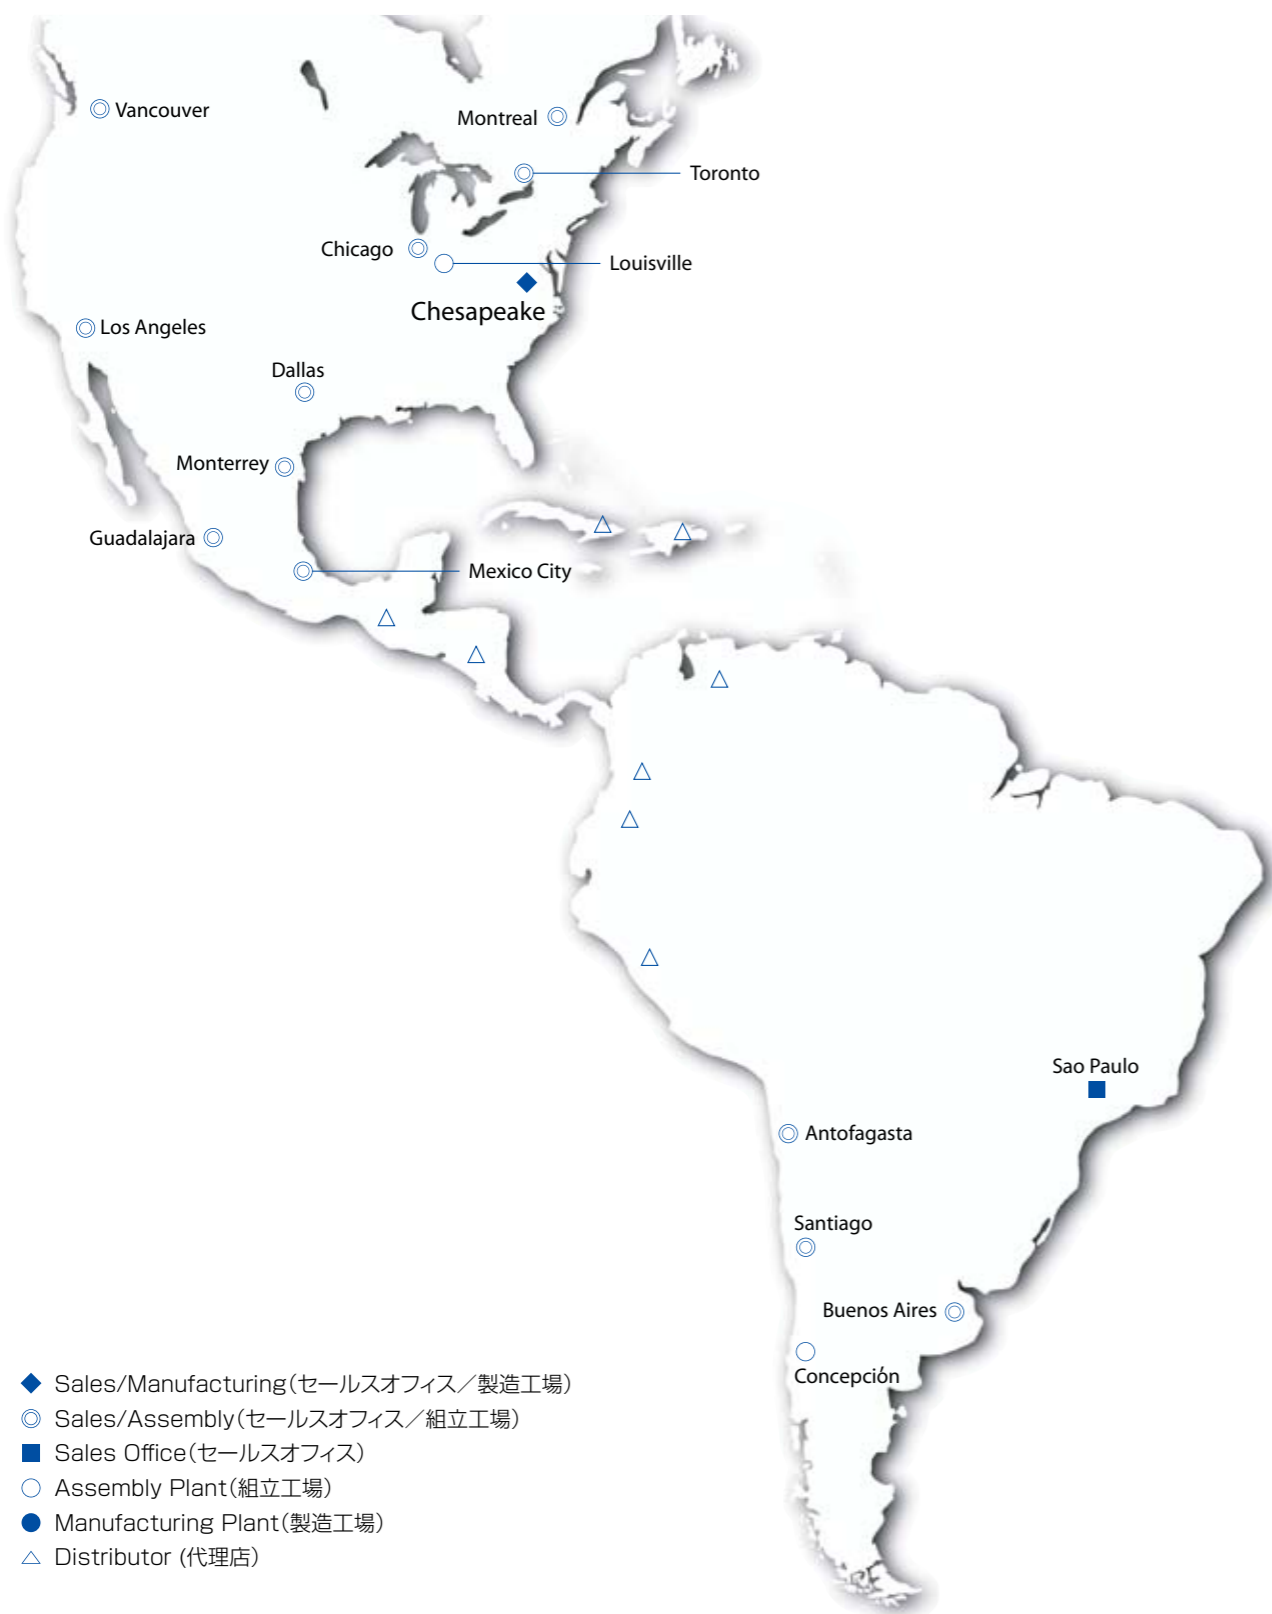 Vancouver
Montreal
Toronto
Chicago
Louisville
Chesapeake
Los Angeles
Dallas
Monterrey
Guadalajara
Mexico City
Sao Paulo
Antofagasta
Santiago
Buenos Aires
Concepción
Sales/Manufacturing(セールスオフィス／製造工場)
Sales/Assembly(セールスオフィス／組立工場)
Sales Office(セールスオフィス)
Assembly Plant(組立工場)
Manufacturing Plant(製造工場)
Distributor (代理店)